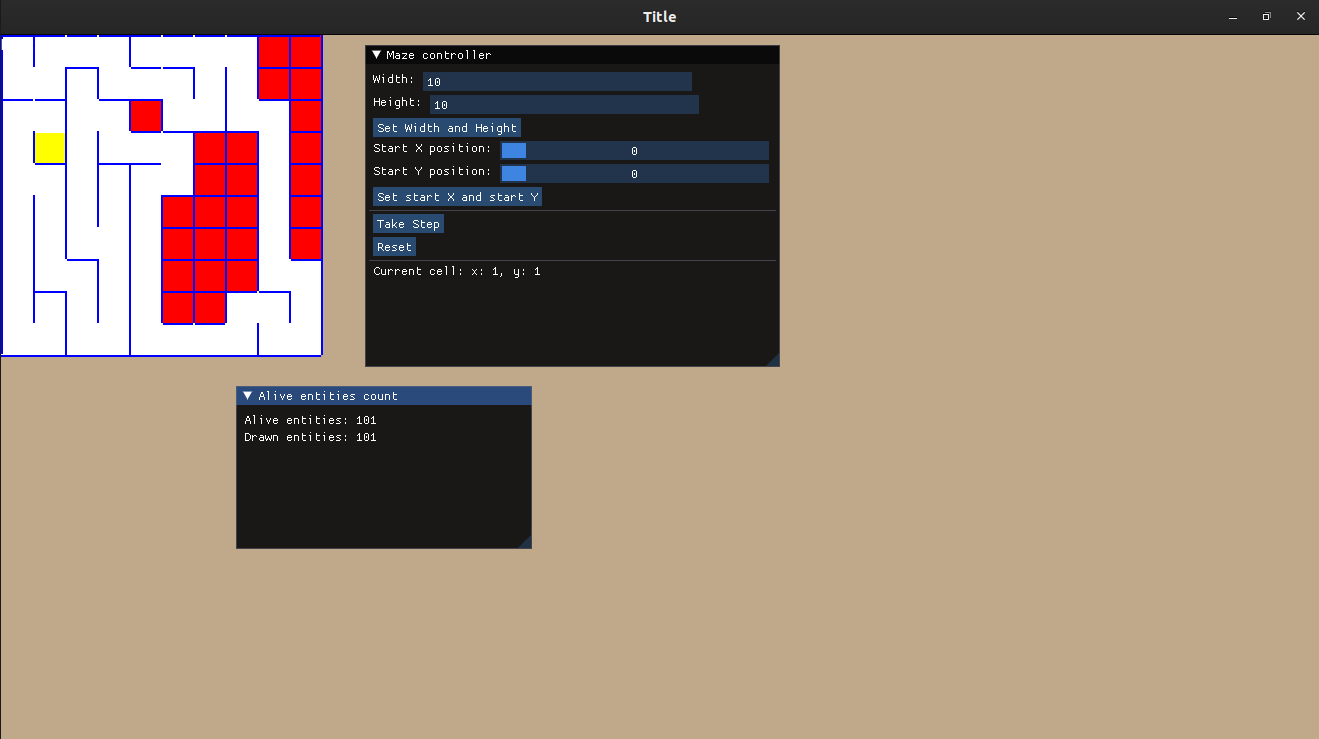 Title
Maze controller
Width: 10
Height: 10
Set Width and Height
Start X position: 0
Start Y position: 0
Set start X and start Y
Take Step
Reset
Current cell: x: 1, y: 1
Alive entities count
Alive entities: 101
Drawn entities: 101